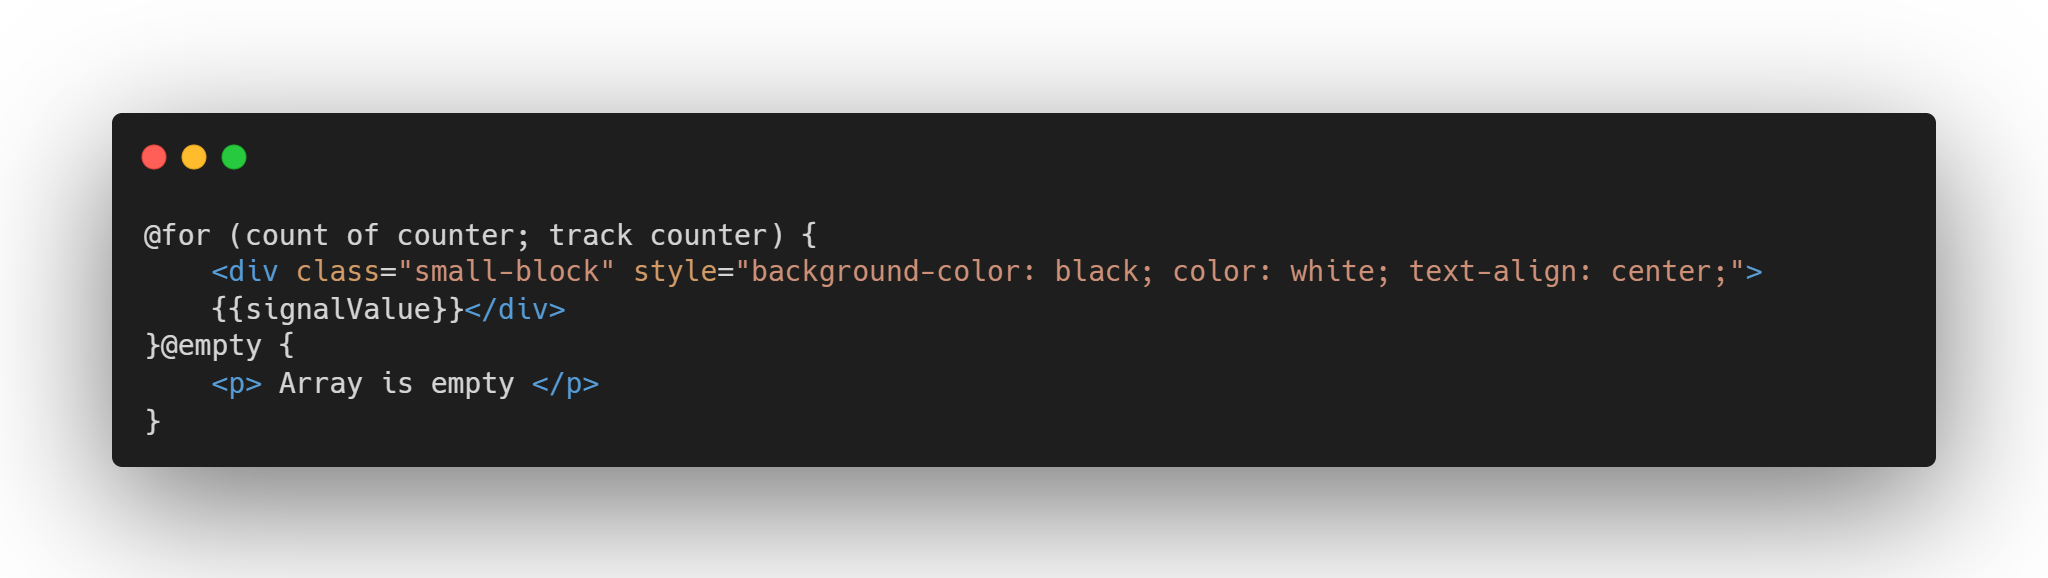 @for (count of counter; track counter) {
    <div class="small-block" style="background-color: black; color: white; text-align: center;">
    {{signalValue}}</div>
}@empty {
    <p> Array is empty </p>
}